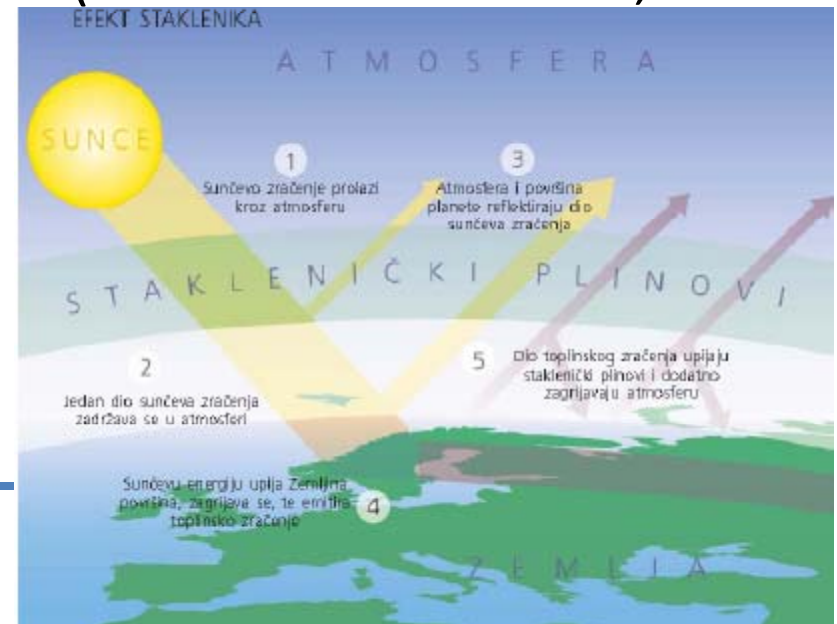 EFEKT STAKLENIKA
ATMOSFERA
SUNCE
1
Sunčevo zračenje prolazi
kroz atmosferu
3
Atmosfera i površina
planete reflektiraju dio
sunčeva zračenja
STAKLENIČKI PLINOVI
2
Jedan dio sunčeva zračenja
zadržava se u atmosferi
5
Dio toplinskog zračenja upijaju
staklenički plinovi i dodatno
zagrijavaju atmosferu
Sunčevu energiju upija Zemljina
površina, zagrijava se, te emitira
toplinsko zračenje
4
ZEMLJA